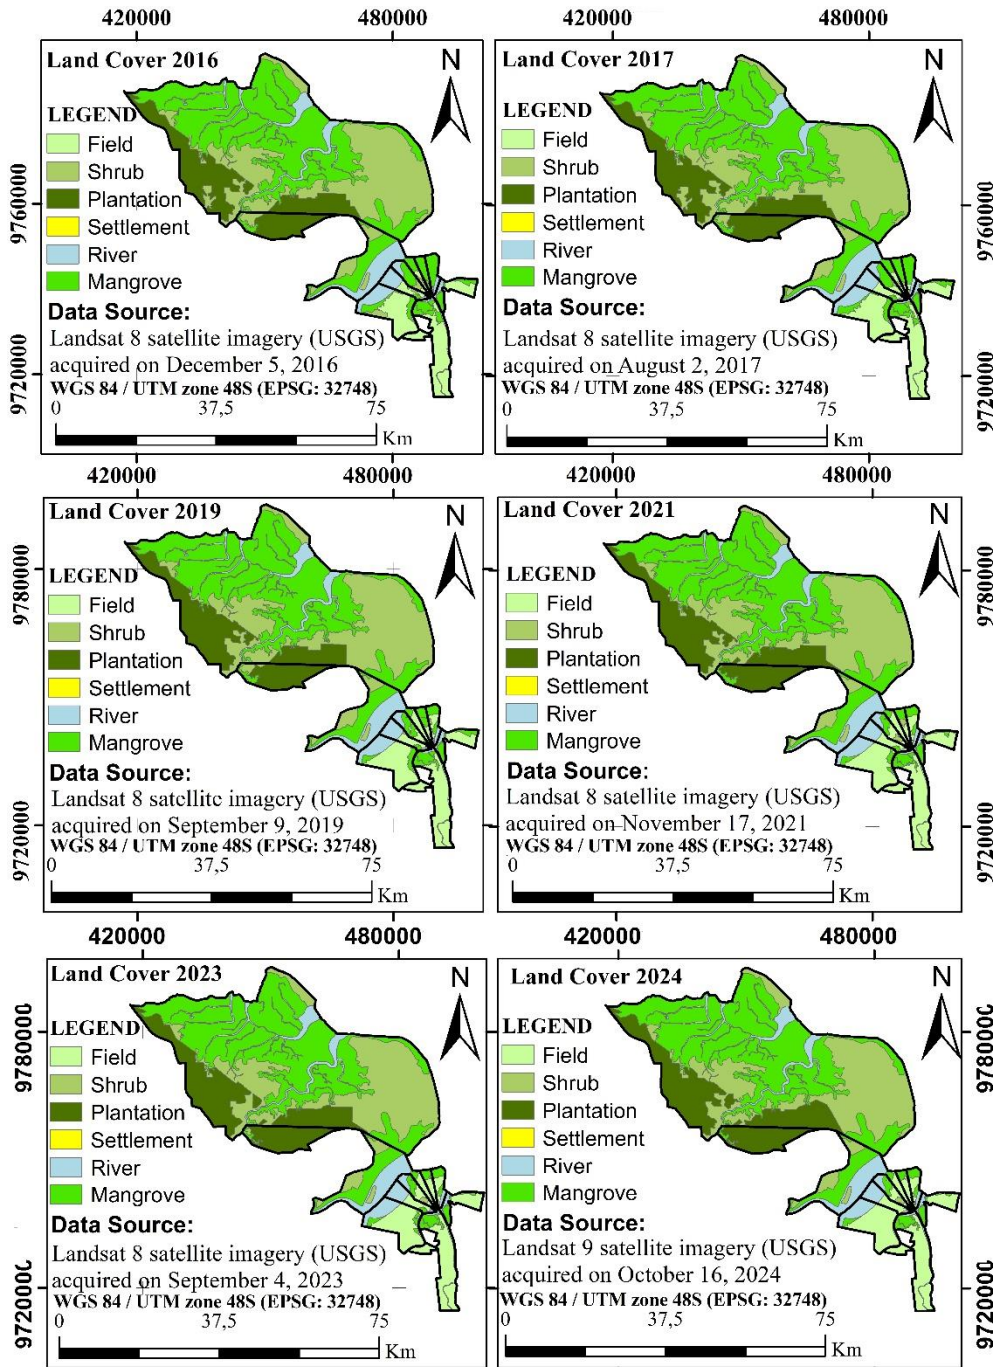 420000 480000 420000 480000
Land Cover 2016
N
LEGEND
Field
Shrub
Plantation
Settlement
River
Mangrove
Data Source:
Landsat 8 satellite imagery (USGS)
acquired on December 5, 2016
WGS 84 / UTM zone 48S (EPSG: 32748)
0 37,5 75
Km
9760000
9720000
Land Cover 2017
N
LEGEND
Field
Shrub
Plantation
Settlement
River
Mangrove
Data Source:
Landsat 8 satellite imagery (USGS)
acquired on August 2, 2017
WGS 84 / UTM zone 48S (EPSG: 32748)
0 37,5 75
Km
9760000
9720000
420000 480000 420000 480000
Land Cover 2019
N
LEGEND
Field
Shrub
Plantation
Settlement
River
Mangrove
Data Source:
Landsat 8 satellite imagery (USGS)
acquired on September 9, 2019
WGS 84 / UTM zone 48S (EPSG: 32748)
0 37,5 75
Km
9780000
9720000
Land Cover 2021
N
LEGEND
Field
Shrub
Plantation
Settlement
River
Mangrove
Data Source:
Landsat 8 satellite imagery (USGS)
acquired on November 17, 2021
WGS 84 / UTM zone 48S (EPSG: 32748)
0 37,5 75
Km
9780000
9720000
420000 480000 420000 480000
Land Cover 2023
N
LEGEND
Field
Shrub
Plantation
Settlement
River
Mangrove
Data Source:
Landsat 8 satellite imagery (USGS)
acquired on September 4, 2023
WGS 84 / UTM zone 48S (EPSG: 32748)
0 37,5 75
Km
9780000
9720000
Land Cover 2024
N
LEGEND
Field
Shrub
Plantation
Settlement
River
Mangrove
Data Source:
Landsat 9 satellite imagery (USGS)
acquired on October 16, 2024
WGS 84 / UTM zone 48S (EPSG: 32748)
0 37,5 75
Km
9780000
9720000